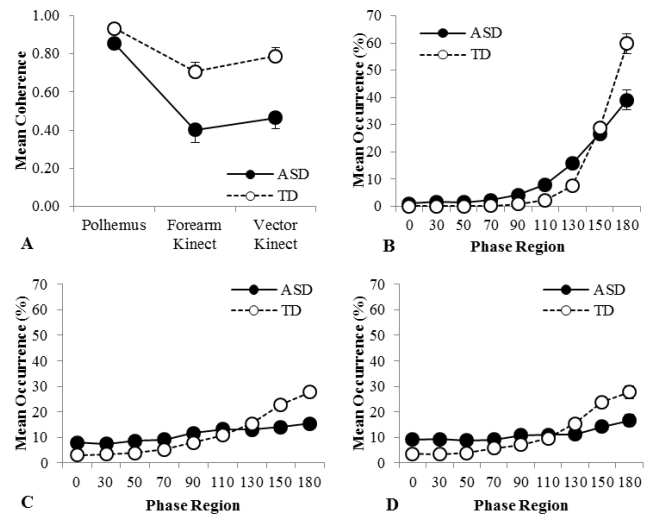 Mean Coherence
1.00
0.80
0.60
0.40
0.20
0.00
ASD
TD
Polhemus
Forearm Kinect
Vector Kinect
A
Mean Occurrence (%)
70
60
50
40
30
20
10
0
ASD
TD
0 30 50 70 90 110 130 150 180
Phase Region
B
Mean Occurrence (%)
70
60
50
40
30
20
10
0
ASD
TD
0 30 50 70 90 110 130 150 180
Phase Region
C
Mean Occurrence (%)
70
60
50
40
30
20
10
0
ASD
TD
0 30 50 70 90 110 130 150 180
Phase Region
D